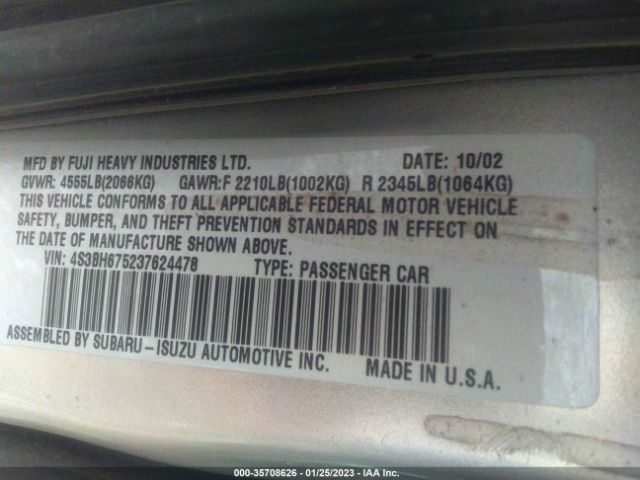 MFD BY FUJI HEAVY INDUSTRIES LTD. DATE: 10/02
GVWR: 4555LB(2066KG) GAWR:F 2210LB(1002KG) R 2345LB(1064KG)
THIS VEHICLE CONFORMS TO ALL APPLICABLE FEDERAL MOTOR VEHICLE
SAFETY, BUMPER, AND THEFT PREVENTION STANDARDS IN EFFECT ON
THE DATE OF MANUFACTURE SHOWN ABOVE.
VIN: 4S3BH675237624478 TYPE: PASSENGER CAR
ASSEMBLED BY SUBARU-ISUZU AUTOMOTIVE INC. MADE IN U.S.A.
000-35708626 - 01/25/2023 - IAA Inc.